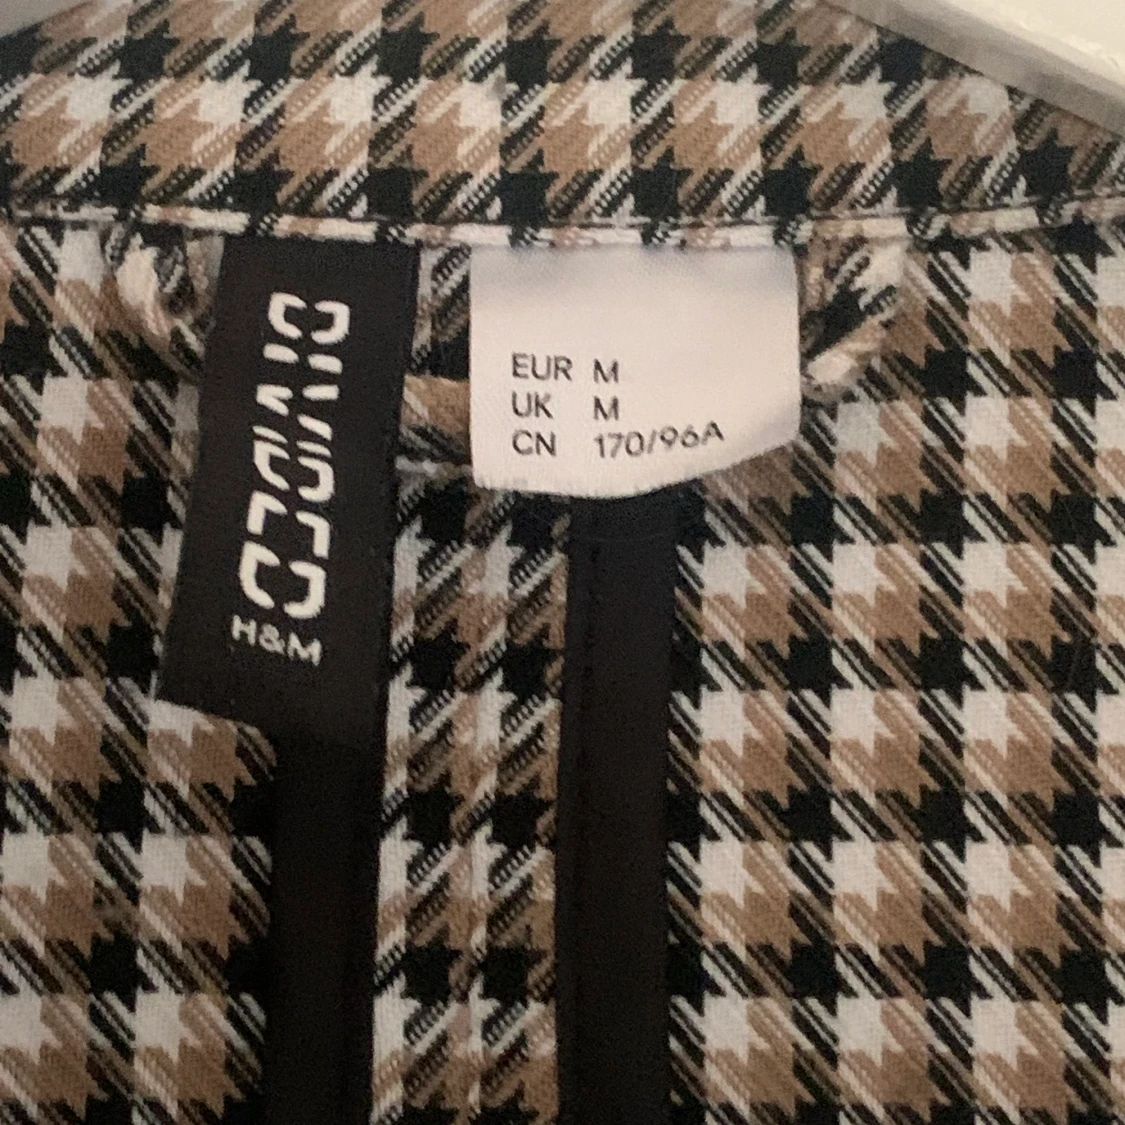 DIVIDED
H&M
EUR M
UK M
CN 170/96A